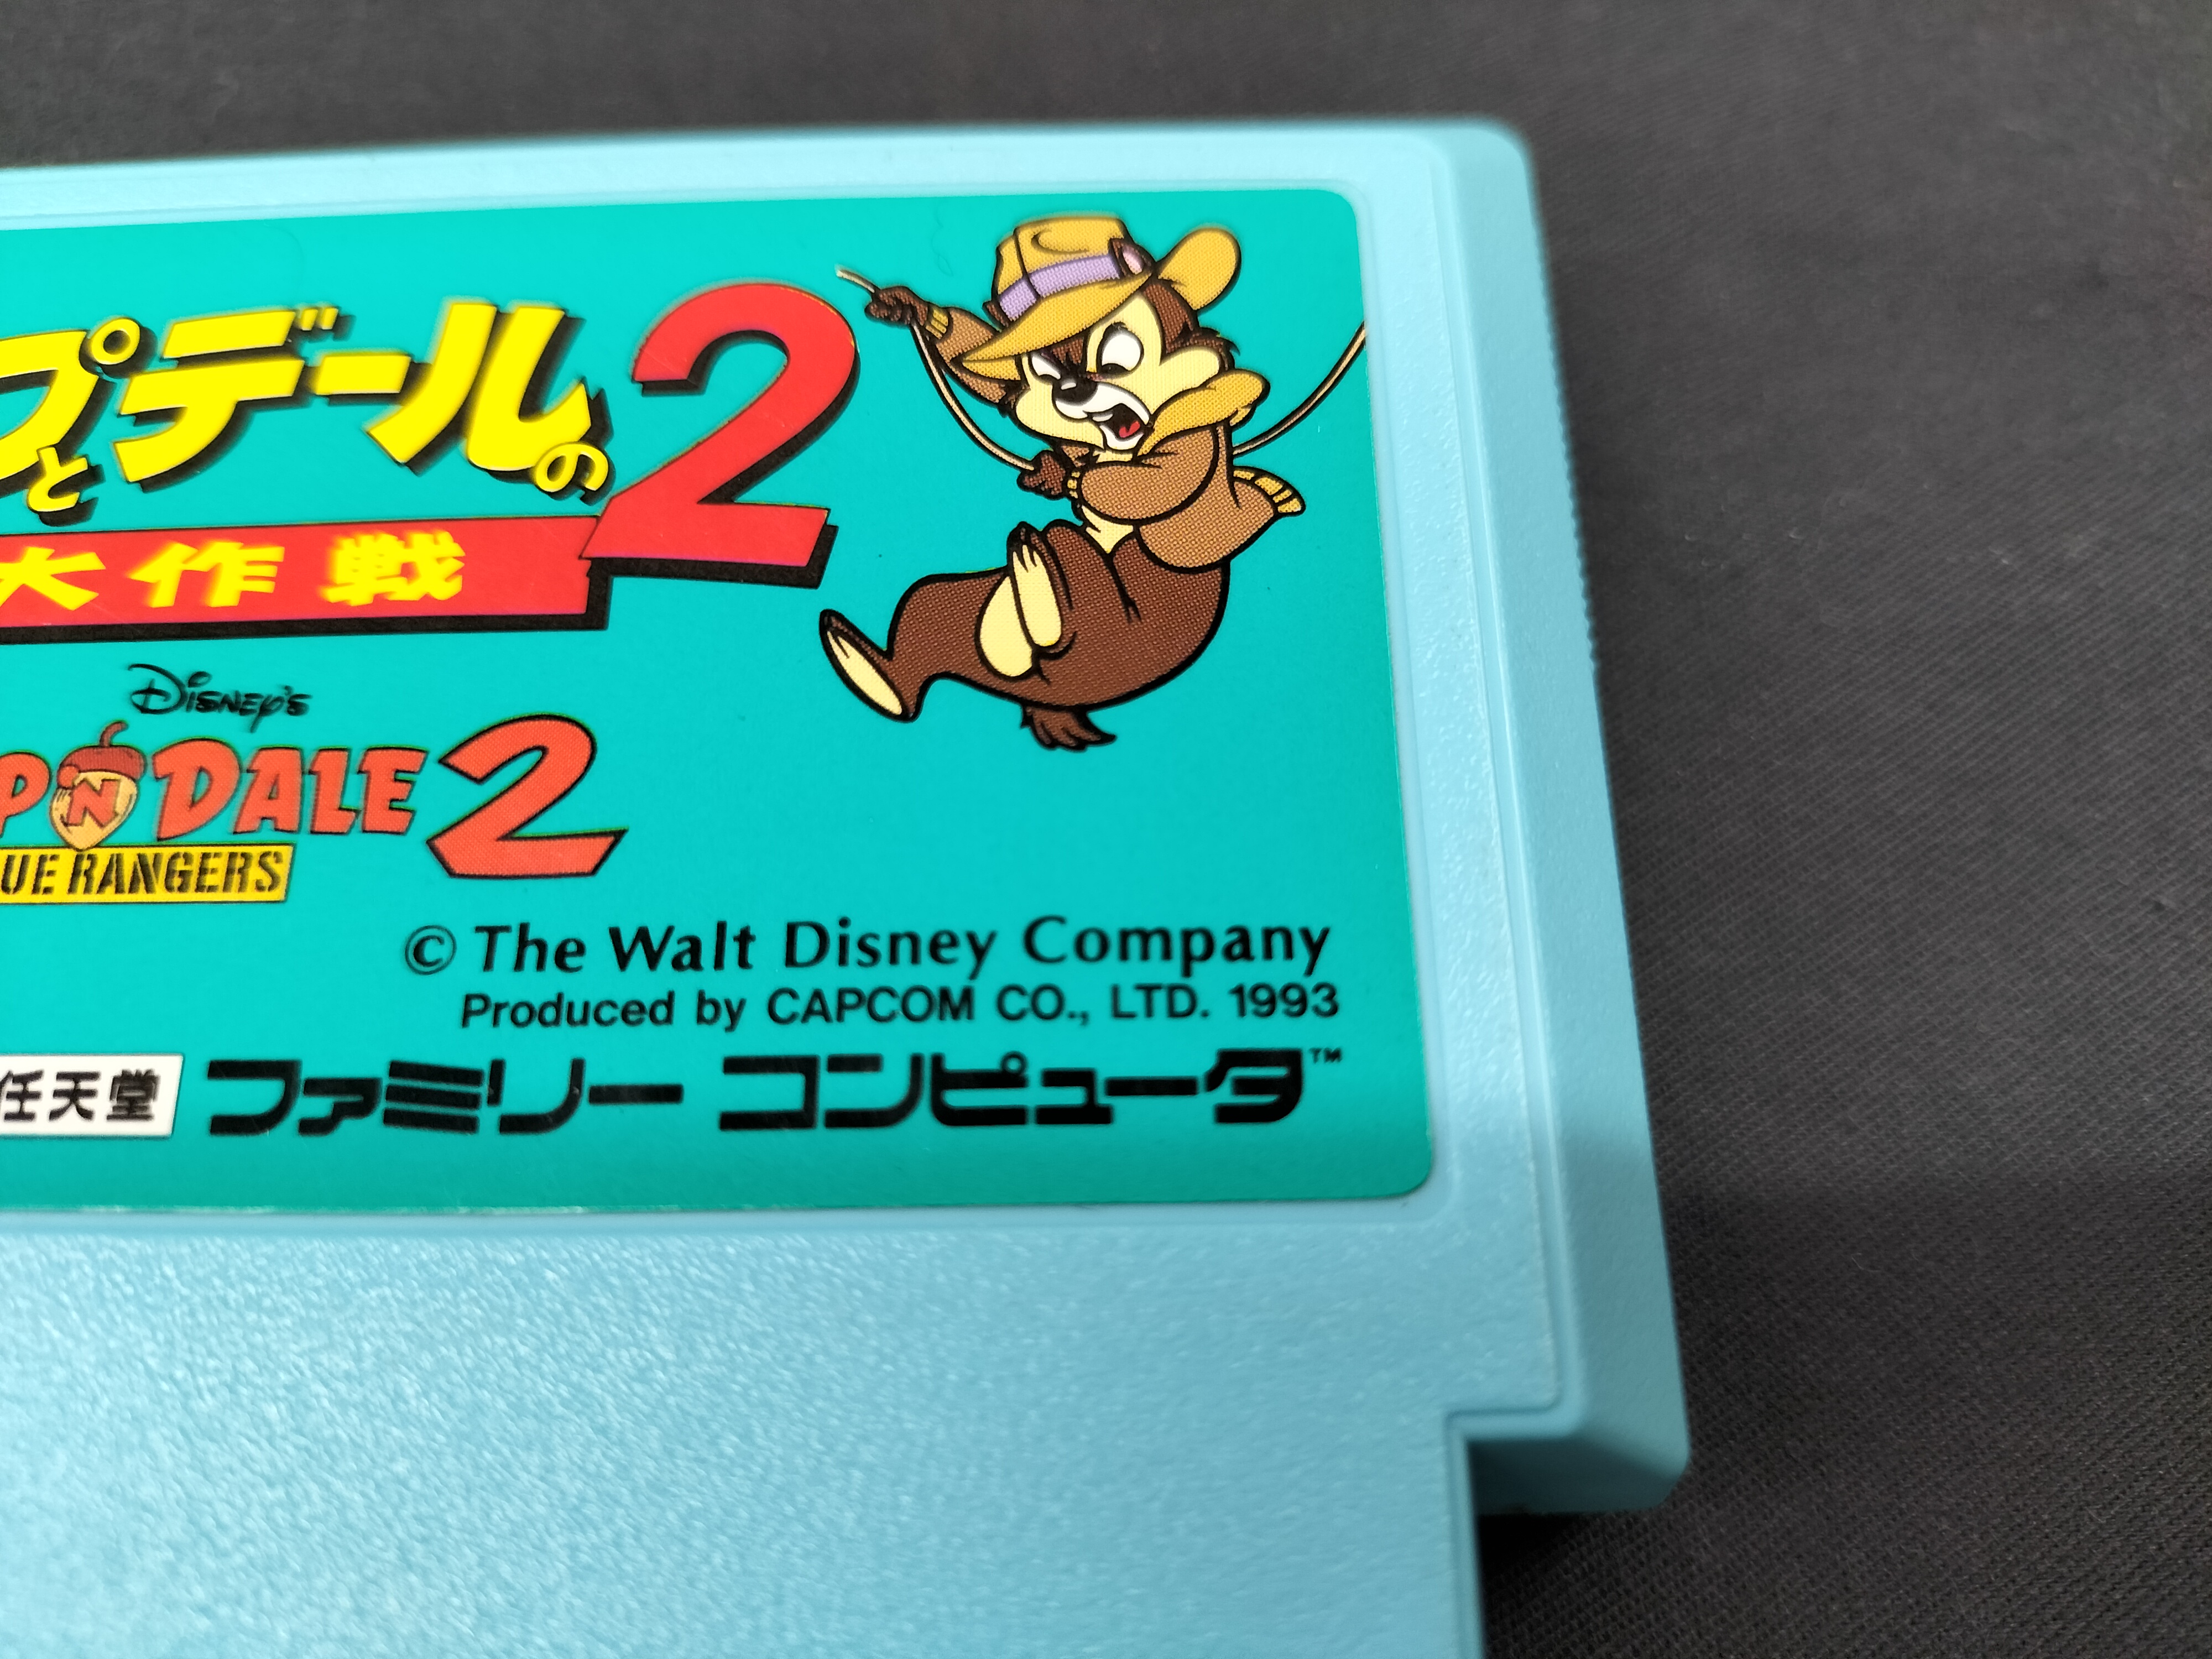 プとデールの2
大作戦
DISNEY'S
P N DALE 2
UE RANGERS
© The Walt Disney Company
Produced by CAPCOM CO., LTD. 1993
任天堂 ファミリーコンピュータ™